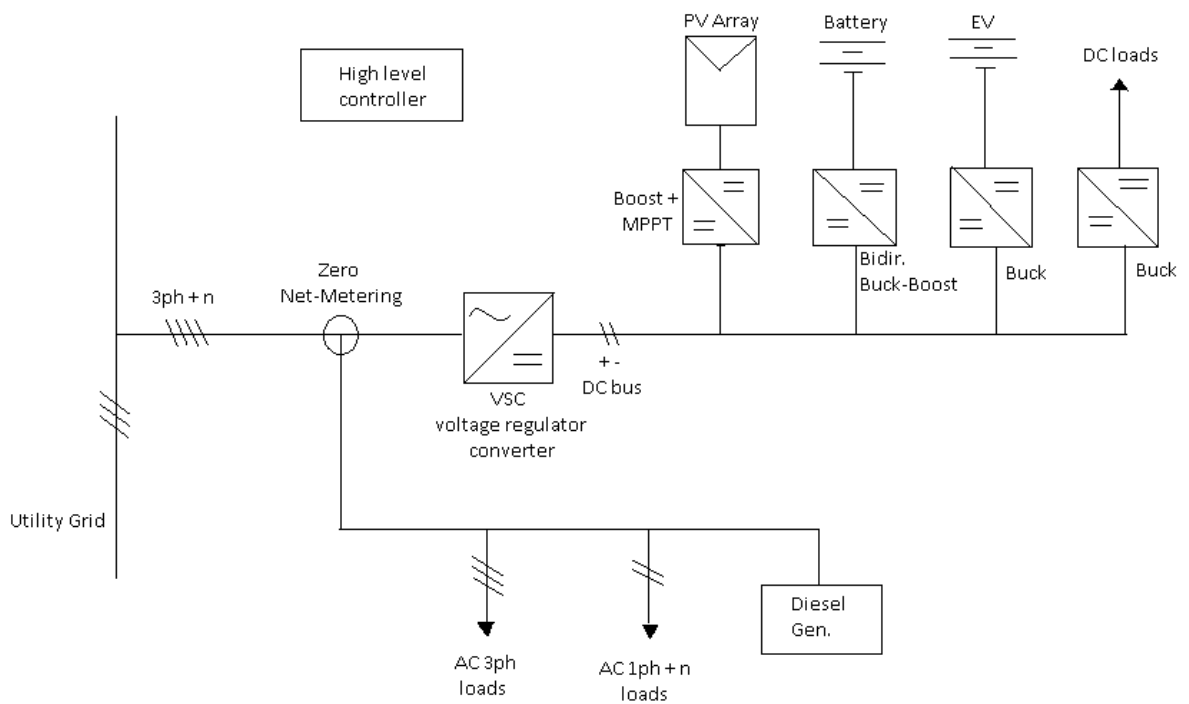 PV Array
Battery
EV
DC loads
High level
controller
Boost +
MPPT
Bidir.
Buck-Boost
Buck
Buck
Zero
Net-Metering
3ph + n
+ -
DC bus
VSC
voltage regulator
converter
Utility Grid
Diesel
Gen.
AC 3ph
loads
AC 1ph + n
loads